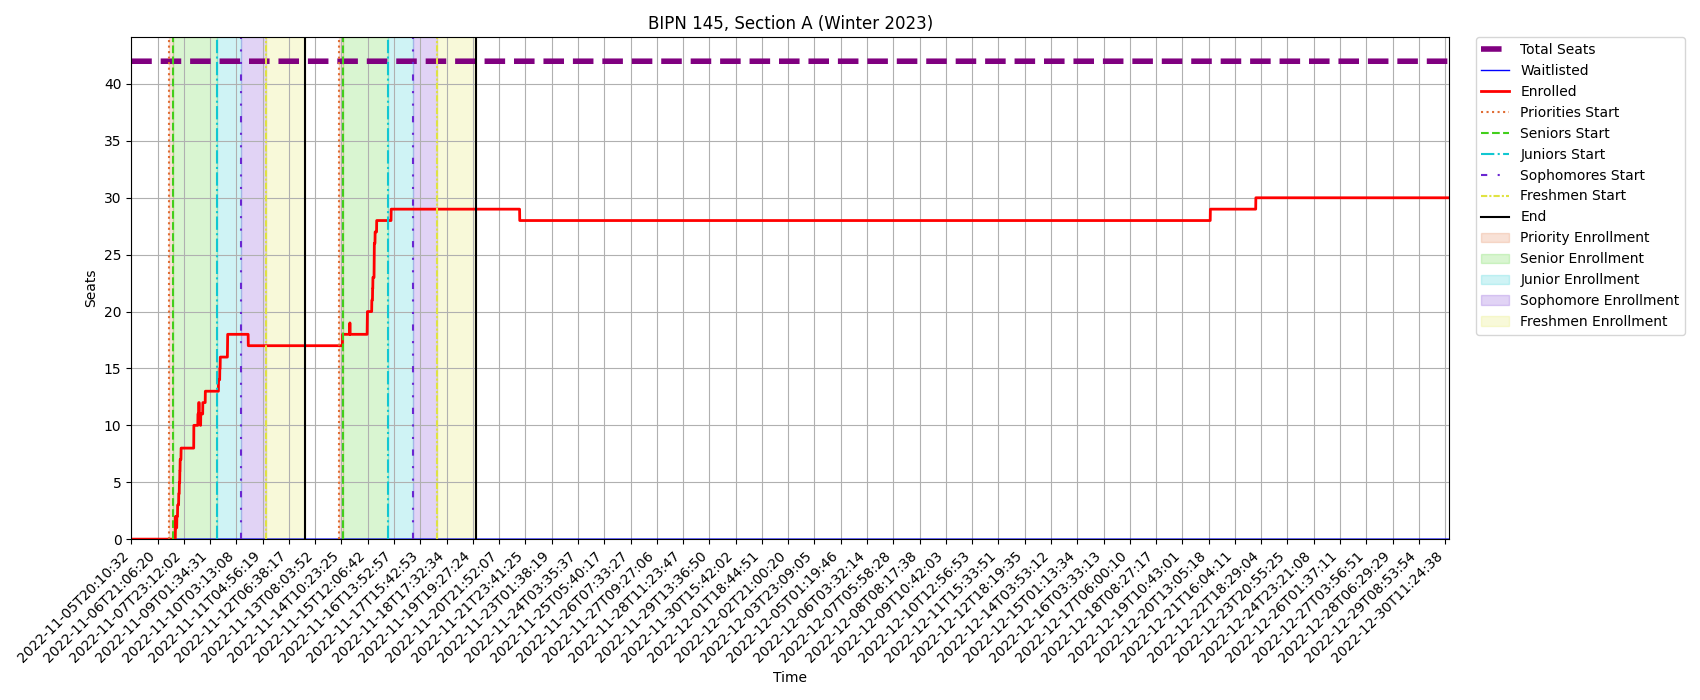 BIPN 145, Section A (Winter 2023)
Total Seats
Waitlisted
Enrolled
Priorities Start
Seniors Start
Juniors Start
Sophomores Start
Freshmen Start
End
Priority Enrollment
Senior Enrollment
Junior Enrollment
Sophomore Enrollment
Freshmen Enrollment
Seats
40
35
30
25
20
15
10
5
0
2022-11-05T20:10:32
2022-11-06T21:06:20
2022-11-07T23:12:02
2022-11-09T01:34:31
2022-11-10T03:13:08
2022-11-11T04:56:19
2022-11-12T06:38:17
2022-11-13T08:03:52
2022-11-14T10:23:25
2022-11-15T12:06:42
2022-11-16T13:52:57
2022-11-17T15:42:53
2022-11-18T17:32:34
2022-11-19T19:27:24
2022-11-20T21:52:07
2022-11-21T23:41:25
2022-11-23T01:38:19
2022-11-24T03:35:37
2022-11-25T05:40:17
2022-11-26T07:33:27
2022-11-27T09:27:06
2022-11-28T11:23:47
2022-11-29T13:36:50
2022-11-30T15:42:02
2022-12-01T18:44:51
2022-12-02T21:00:20
2022-12-03T23:09:05
2022-12-05T01:19:46
2022-12-06T03:32:14
2022-12-07T05:58:28
2022-12-08T08:17:38
2022-12-09T10:42:03
2022-12-10T12:56:53
2022-12-11T15:33:51
2022-12-12T18:19:35
2022-12-14T03:53:12
2022-12-15T01:13:34
2022-12-16T03:33:13
2022-12-17T06:00:10
2022-12-18T08:27:17
2022-12-19T10:43:01
2022-12-20T13:05:18
2022-12-21T16:04:11
2022-12-22T18:29:04
2022-12-23T20:55:25
2022-12-24T23:21:08
2022-12-26T01:37:11
2022-12-27T03:56:51
2022-12-28T06:29:29
2022-12-29T08:53:54
2022-12-30T11:24:38
Time